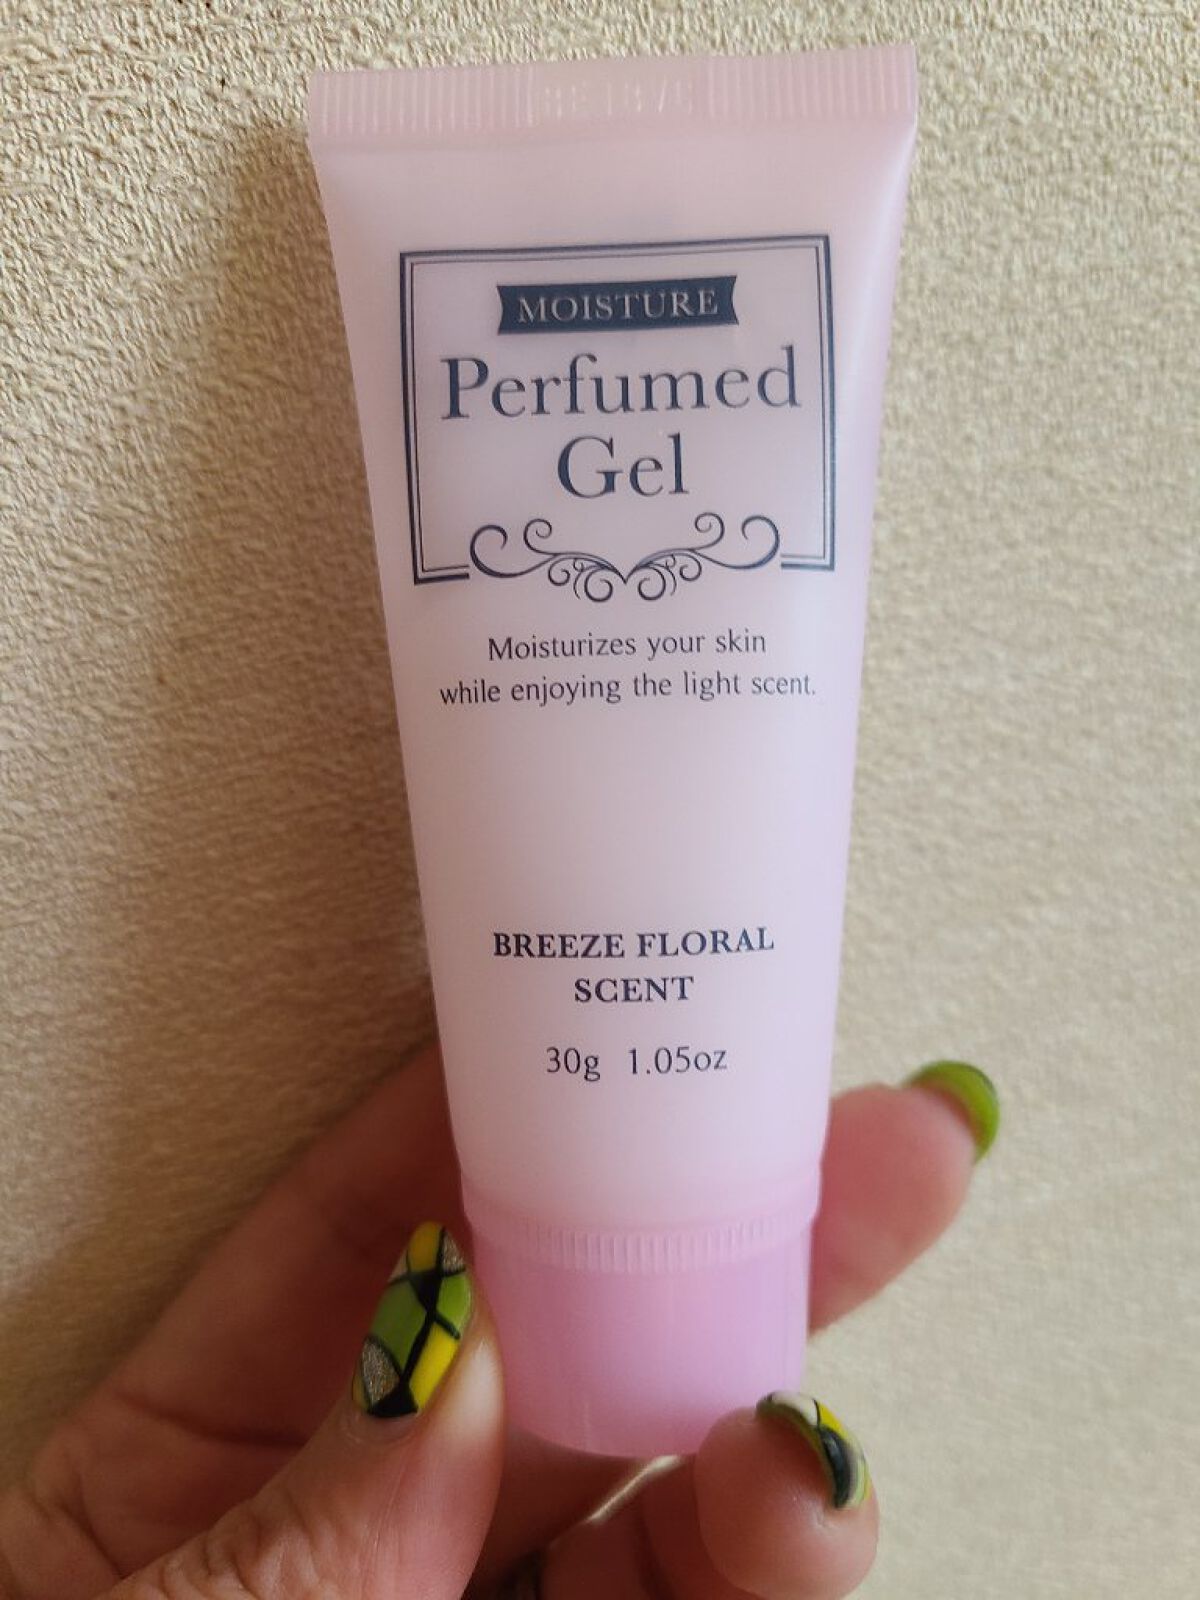 MOISTURE
Perfumed
Gel
Moisturizes your skin
while enjoying the light scent.
BREEZE FLORAL
SCENT
30g 1.05oz